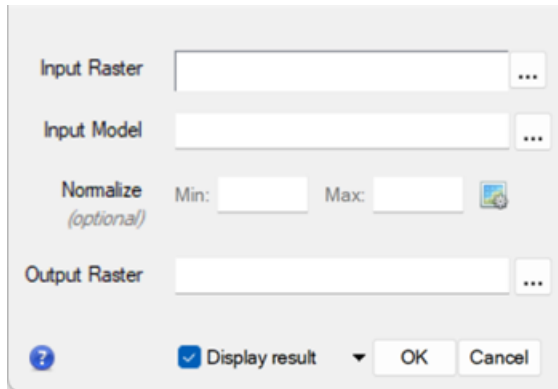 Input Raster
...
Input Model
...
Normalize Min: Max:
(optional)
Output Raster
...
? Display result OK Cancel